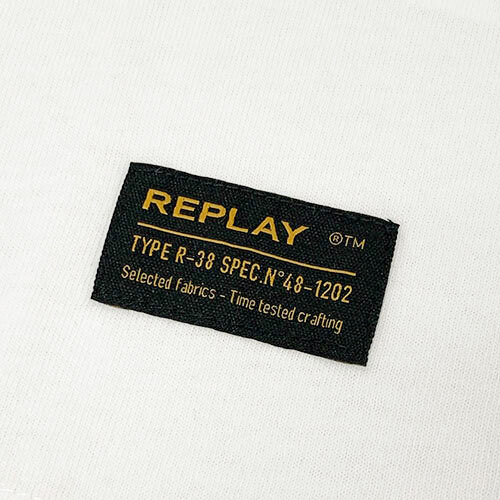 REPLAY ®™
TYPE R-38 SPEC.N°48-1202
Selected fabrics - Time tested crafting